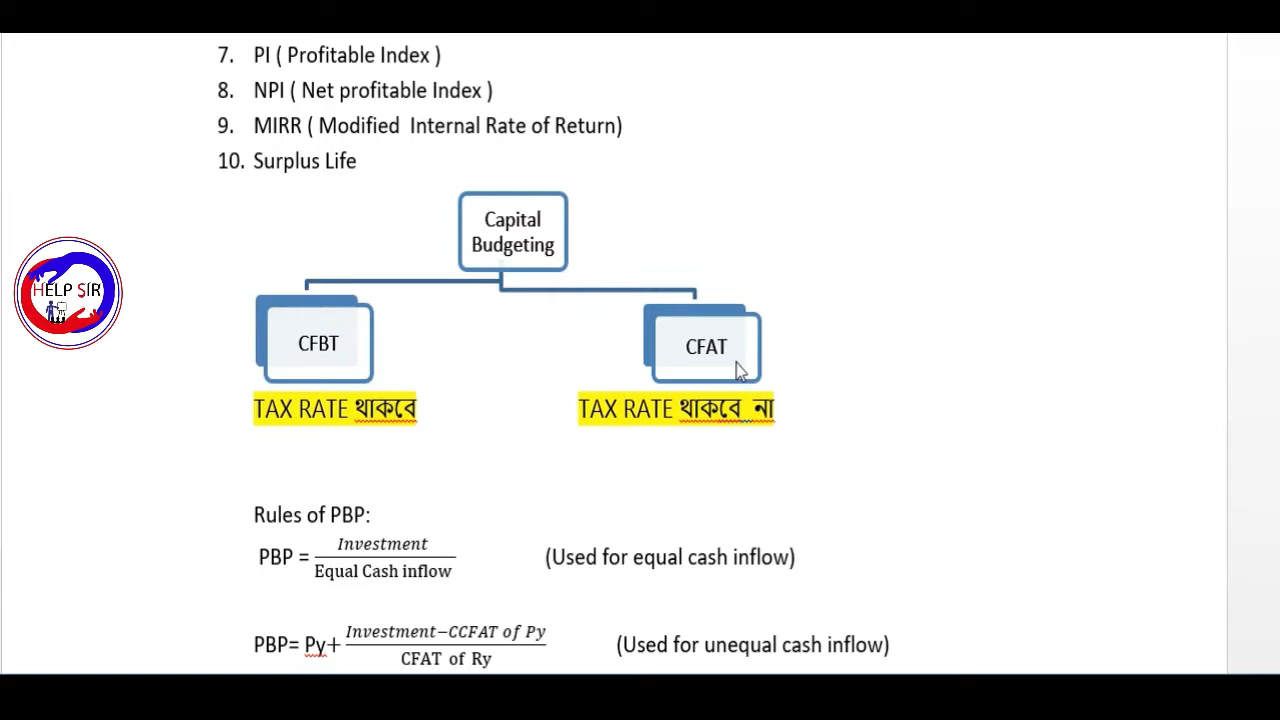 7. PI ( Profitable Index )
8. NPI ( Net profitable Index )
9. MIRR ( Modified Internal Rate of Return)
10. Surplus Life
Capital
Budgeting
HELP SIR
CFBT
CFAT
TAX RATE থাকবে
TAX RATE থাকবে না
Rules of PBP:
PBP = Investment / Equal Cash inflow (Used for equal cash inflow)
PBP= Py+ Investment−CCFAT of Py / CFAT of Ry (Used for unequal cash inflow)